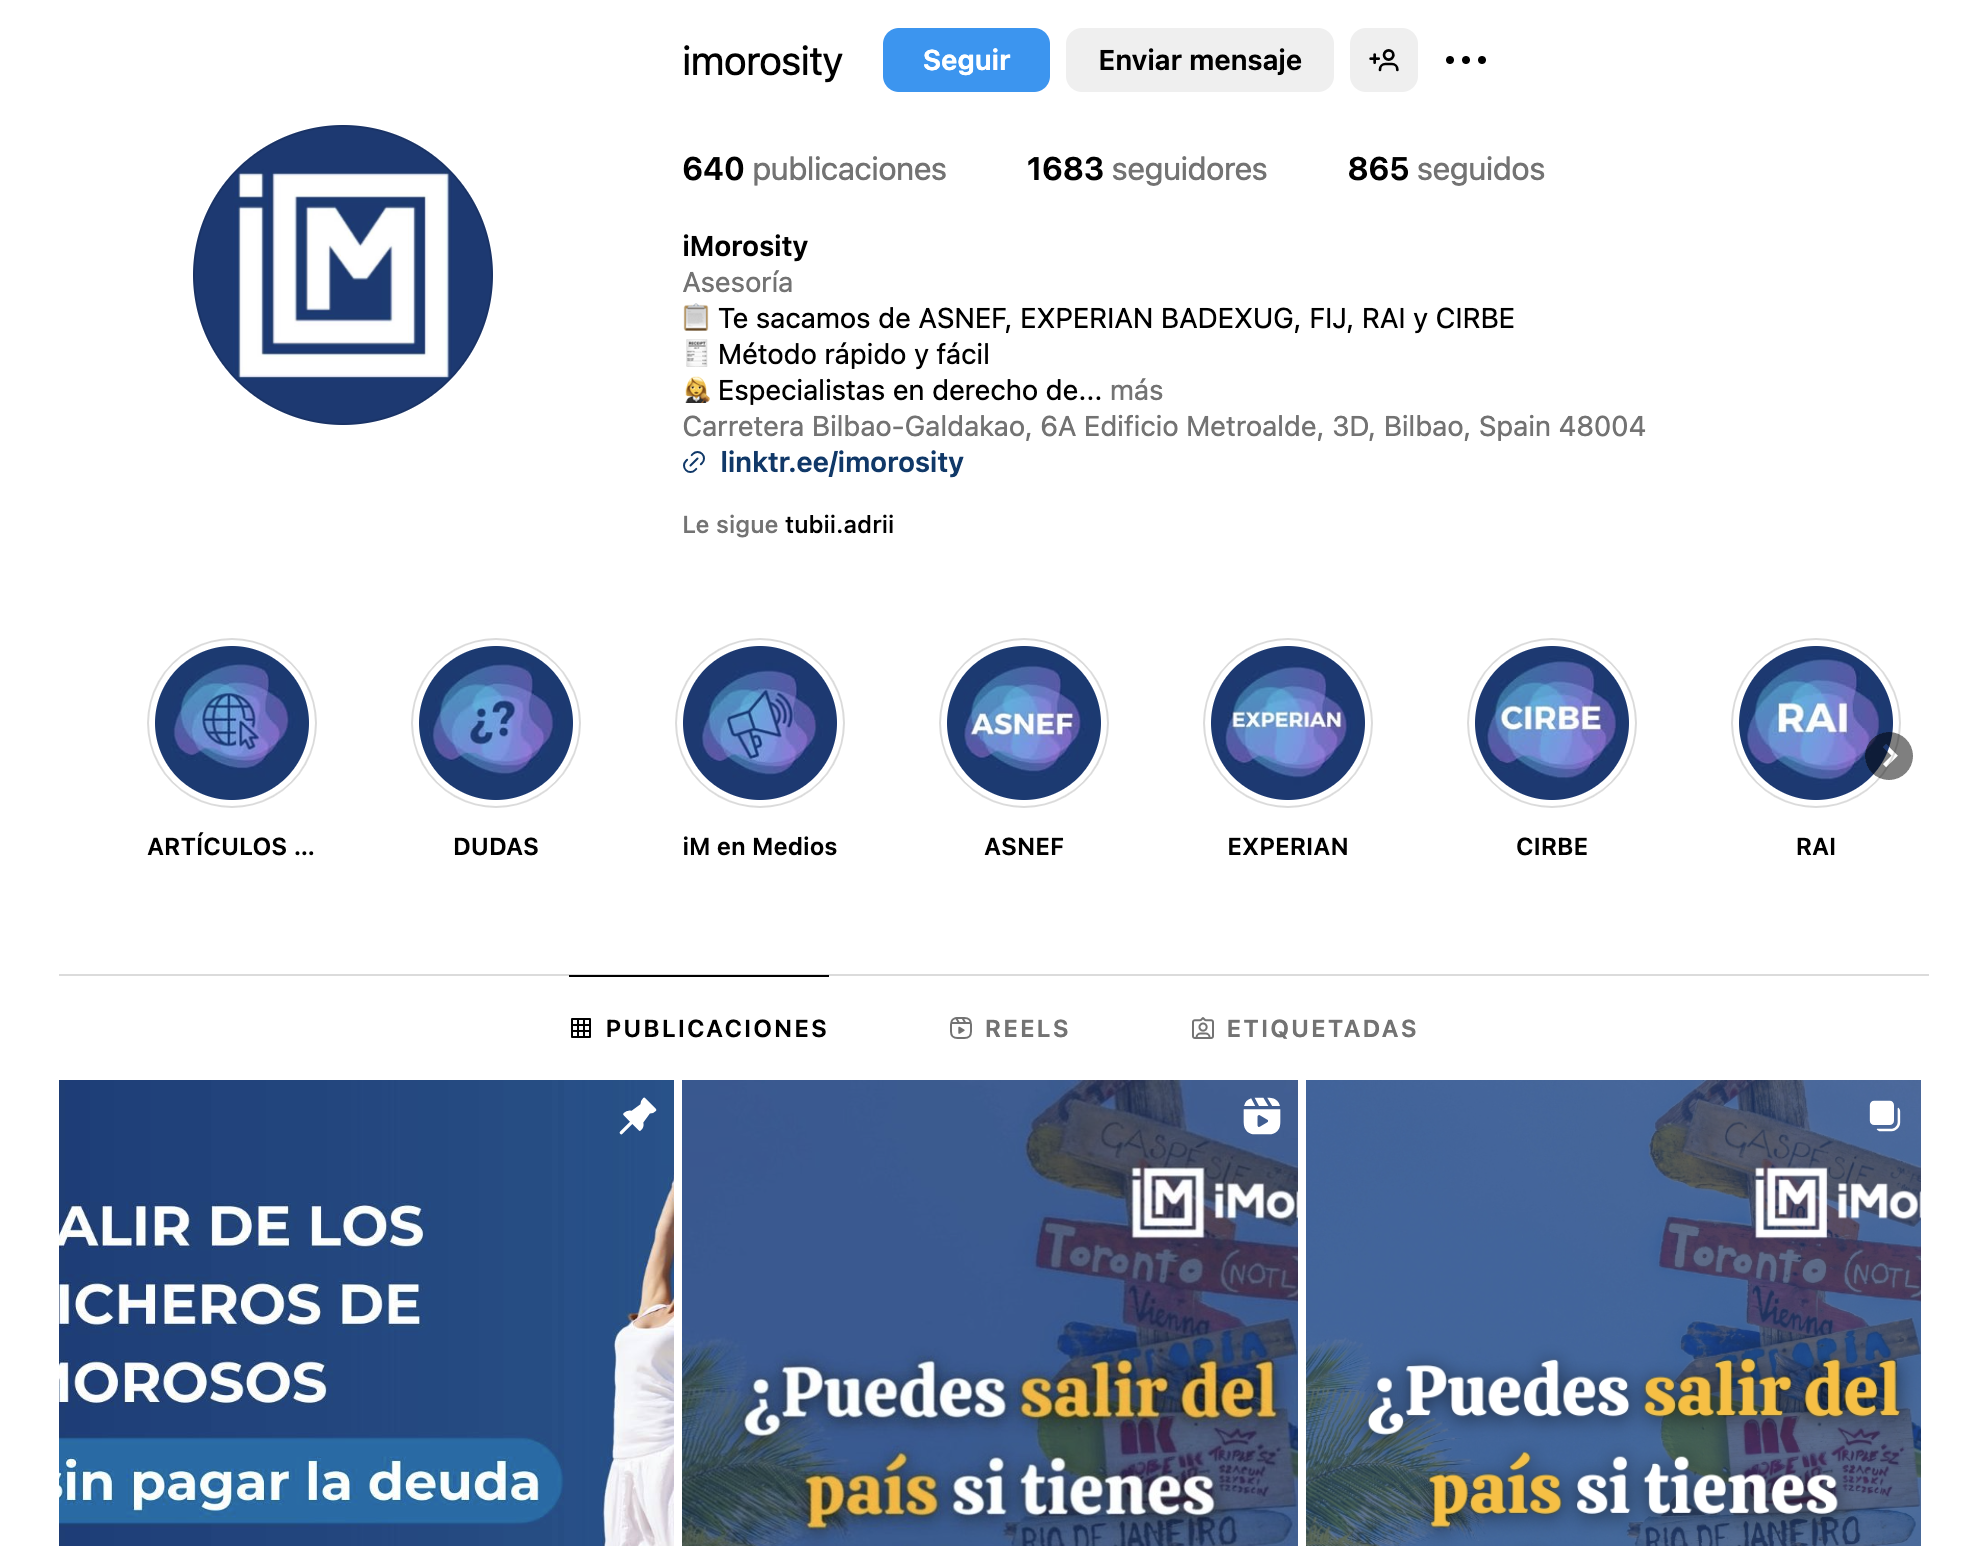 imorosity Seguir Enviar mensaje
640 publicaciones 1683 seguidores 865 seguidos
iM
iMorosity
Asesoría
Te sacamos de ASNEF, EXPERIAN BADEXUG, FIJ, RAI y CIRBE
Método rápido y fácil
Especialistas en derecho de... más
Carretera Bilbao-Galdakao, 6A Edificio Metroalde, 3D, Bilbao, Spain 48004
linktr.ee/imorosity
Le sigue tubii.adrii
¿?
ASNEF
EXPERIAN
CIRBE
RAI
ARTÍCULOS ... DUDAS iM en Medios ASNEF EXPERIAN CIRBE RAI
PUBLICACIONES REELS ETIQUETADAS
ALIR DE LOS
ICHEROS DE
MOROSOS
sin pagar la deuda
GASPÉSIE
iM iMo
Toronto (NOTL
Vienna
¿Puedes salir del
país si tienes
RIO DE JANEIRO
GASPÉSIE
iM iMo
Toronto (NOTL
Vienna
¿Puedes salir del
país si tienes
RIO DE JANEIRO